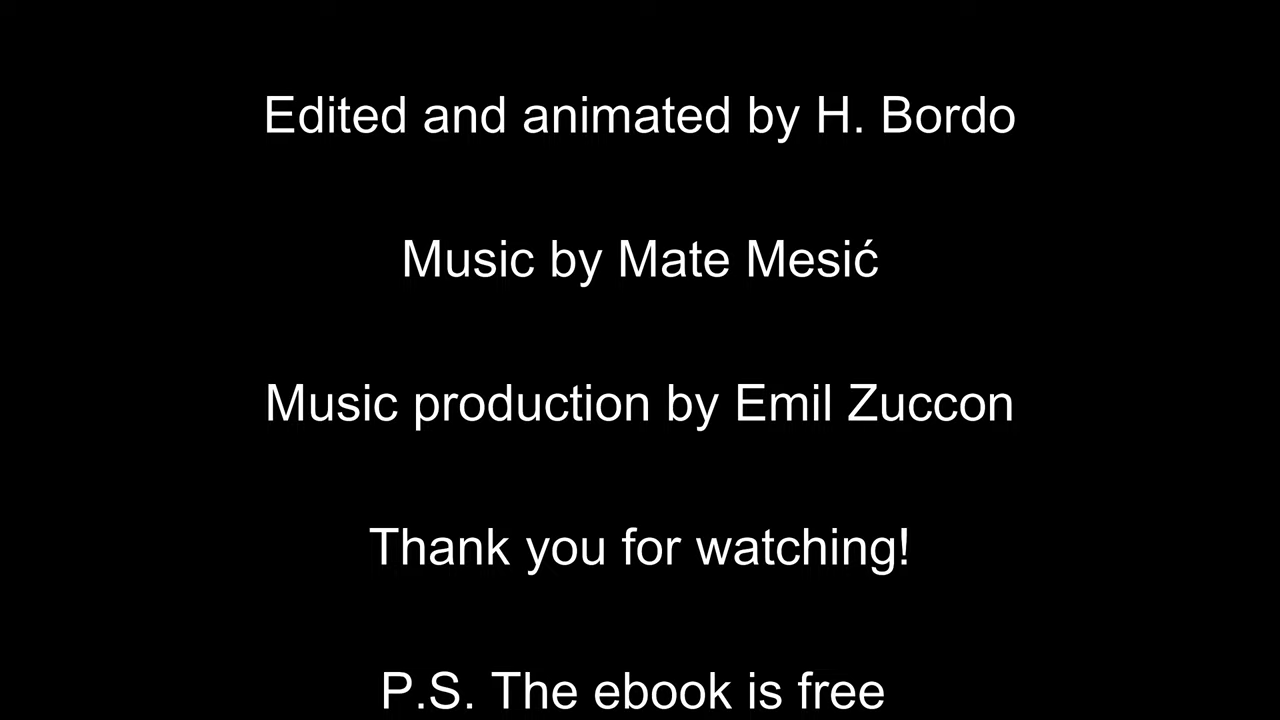 Edited and animated by H. Bordo
Music by Mate Mesić
Music production by Emil Zuccon
Thank you for watching!
P.S. The ebook is free